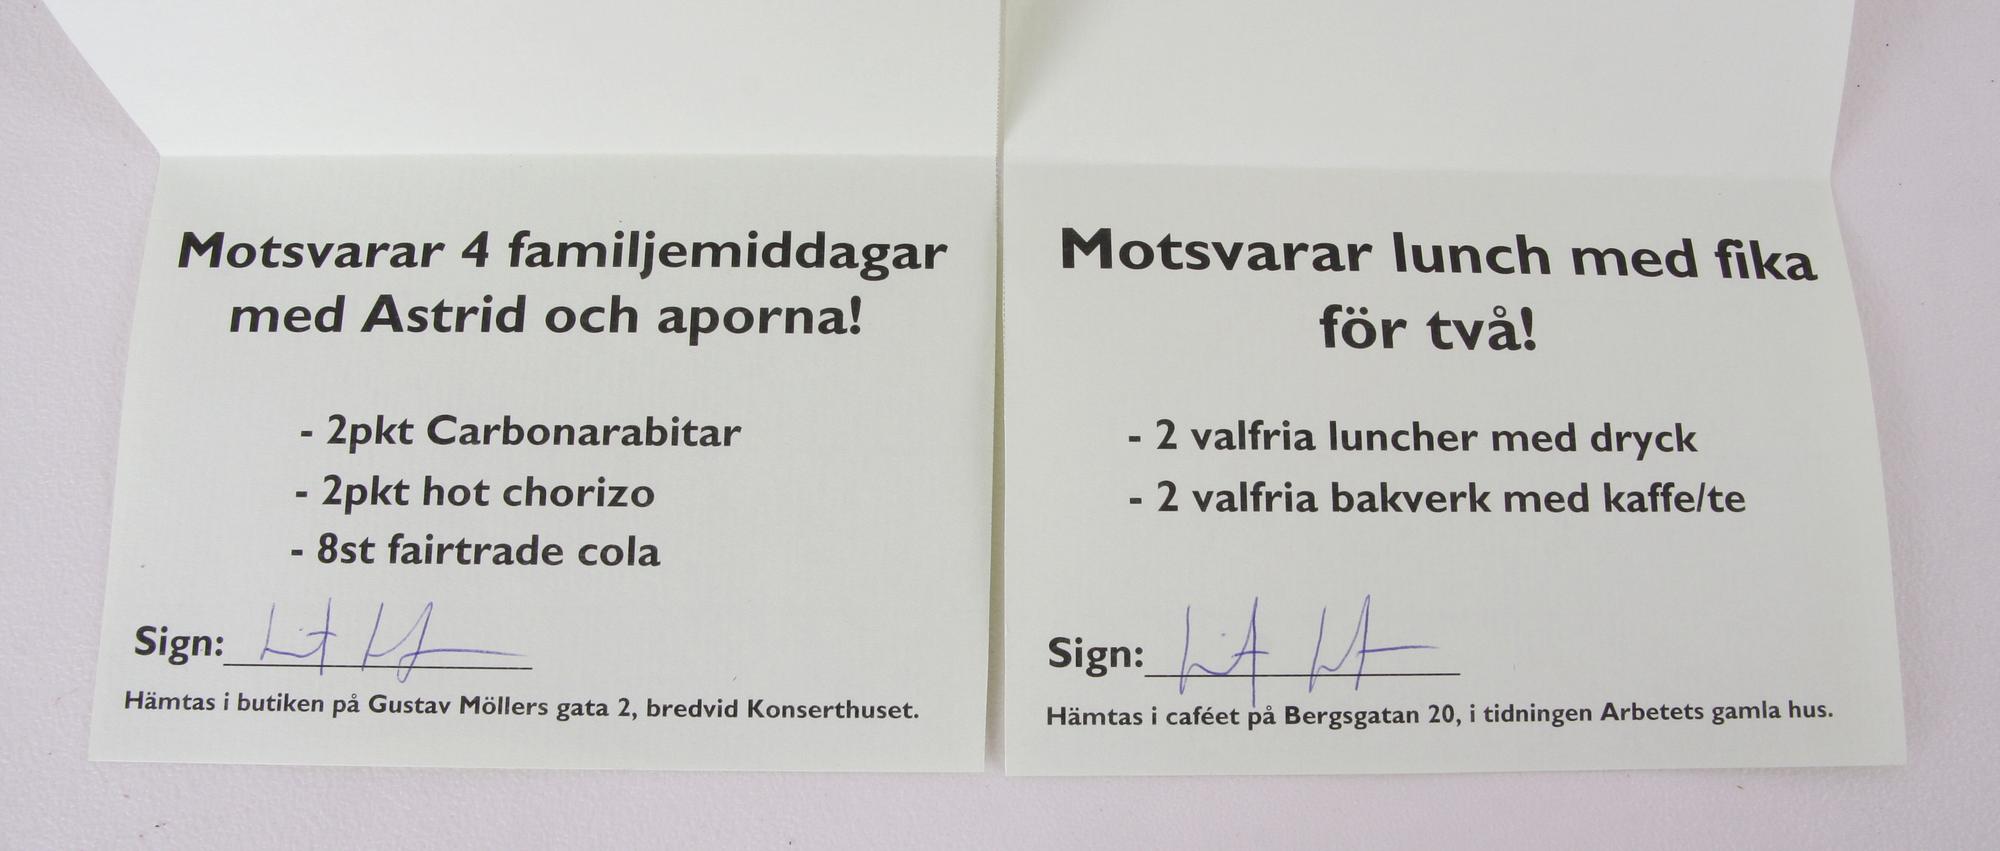 Motsvarar 4 familjemiddagar
med Astrid och aporna!
- 2pkt Carbonarabitar
- 2pkt hot chorizo
- 8st fairtrade cola
Sign:
Hämtas i butiken på Gustav Möllers gata 2, bredvid Konserthuset.
Motsvarar lunch med fika
för två!
- 2 valfria luncher med dryck
- 2 valfria bakverk med kaffe/te
Sign:
Hämtas i caféet på Bergsgatan 20, i tidningen Arbetets gamla hus.